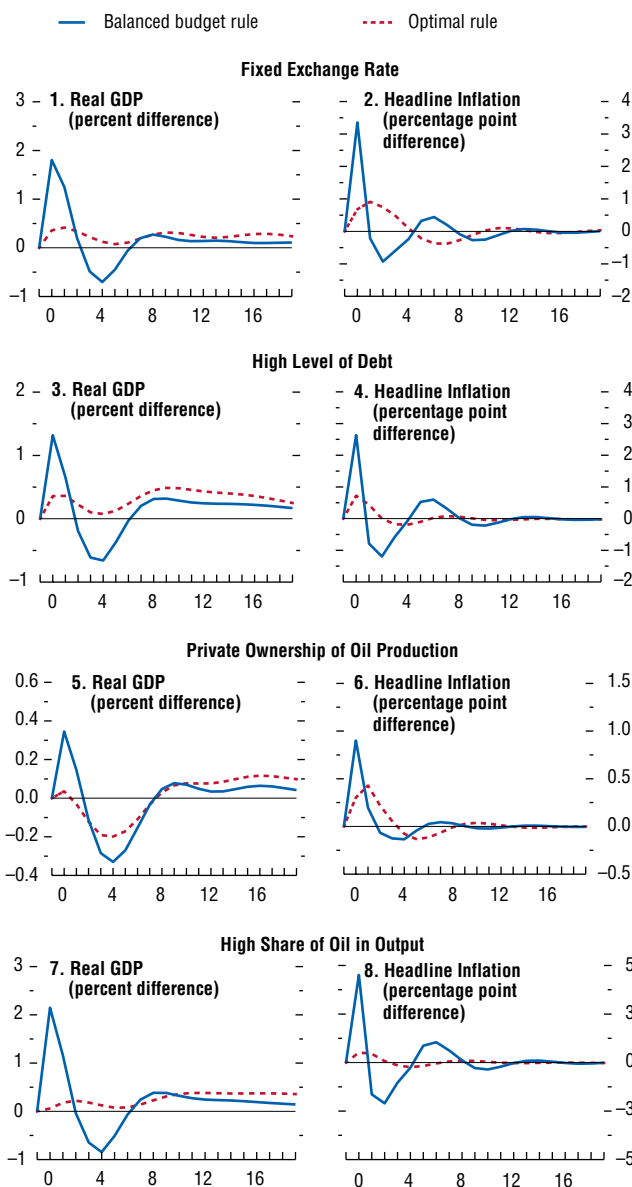 Balanced budget rule Optimal rule
Fixed Exchange Rate
1. Real GDP
(percent difference)
3
2
1
0
−1
0 4 8 12 16
2. Headline Inflation
(percentage point
difference)
4
3
2
1
0
−1
−2
0 4 8 12 16
High Level of Debt
3. Real GDP
(percent difference)
2
1
0
−1
0 4 8 12 16
4. Headline Inflation
(percentage point
difference)
4
3
2
1
0
−1
−2
0 4 8 12 16
Private Ownership of Oil Production
5. Real GDP
(percent difference)
0.6
0.4
0.2
0.0
−0.2
−0.4
0 4 8 12 16
6. Headline Inflation
(percentage point
difference)
1.5
1.0
0.5
0.0
−0.5
0 4 8 12 16
High Share of Oil in Output
7. Real GDP
(percent difference)
3
2
1
0
−1
0 4 8 12 16
8. Headline Inflation
(percentage point
difference)
5
3
0
−3
−5
0 4 8 12 16